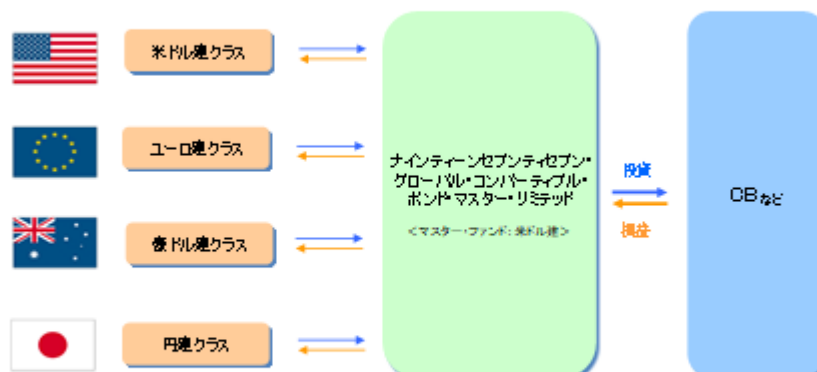 米ドル建クラス
ユーロ建クラス
豪ドル建クラス
円建クラス
ナインティーンセブンティセブン・
グローバル・コンバーティブル・
ボンド・マスター・リミテッド
＜マスター・ファンド：米ドル建＞
投資
損益
CBなど